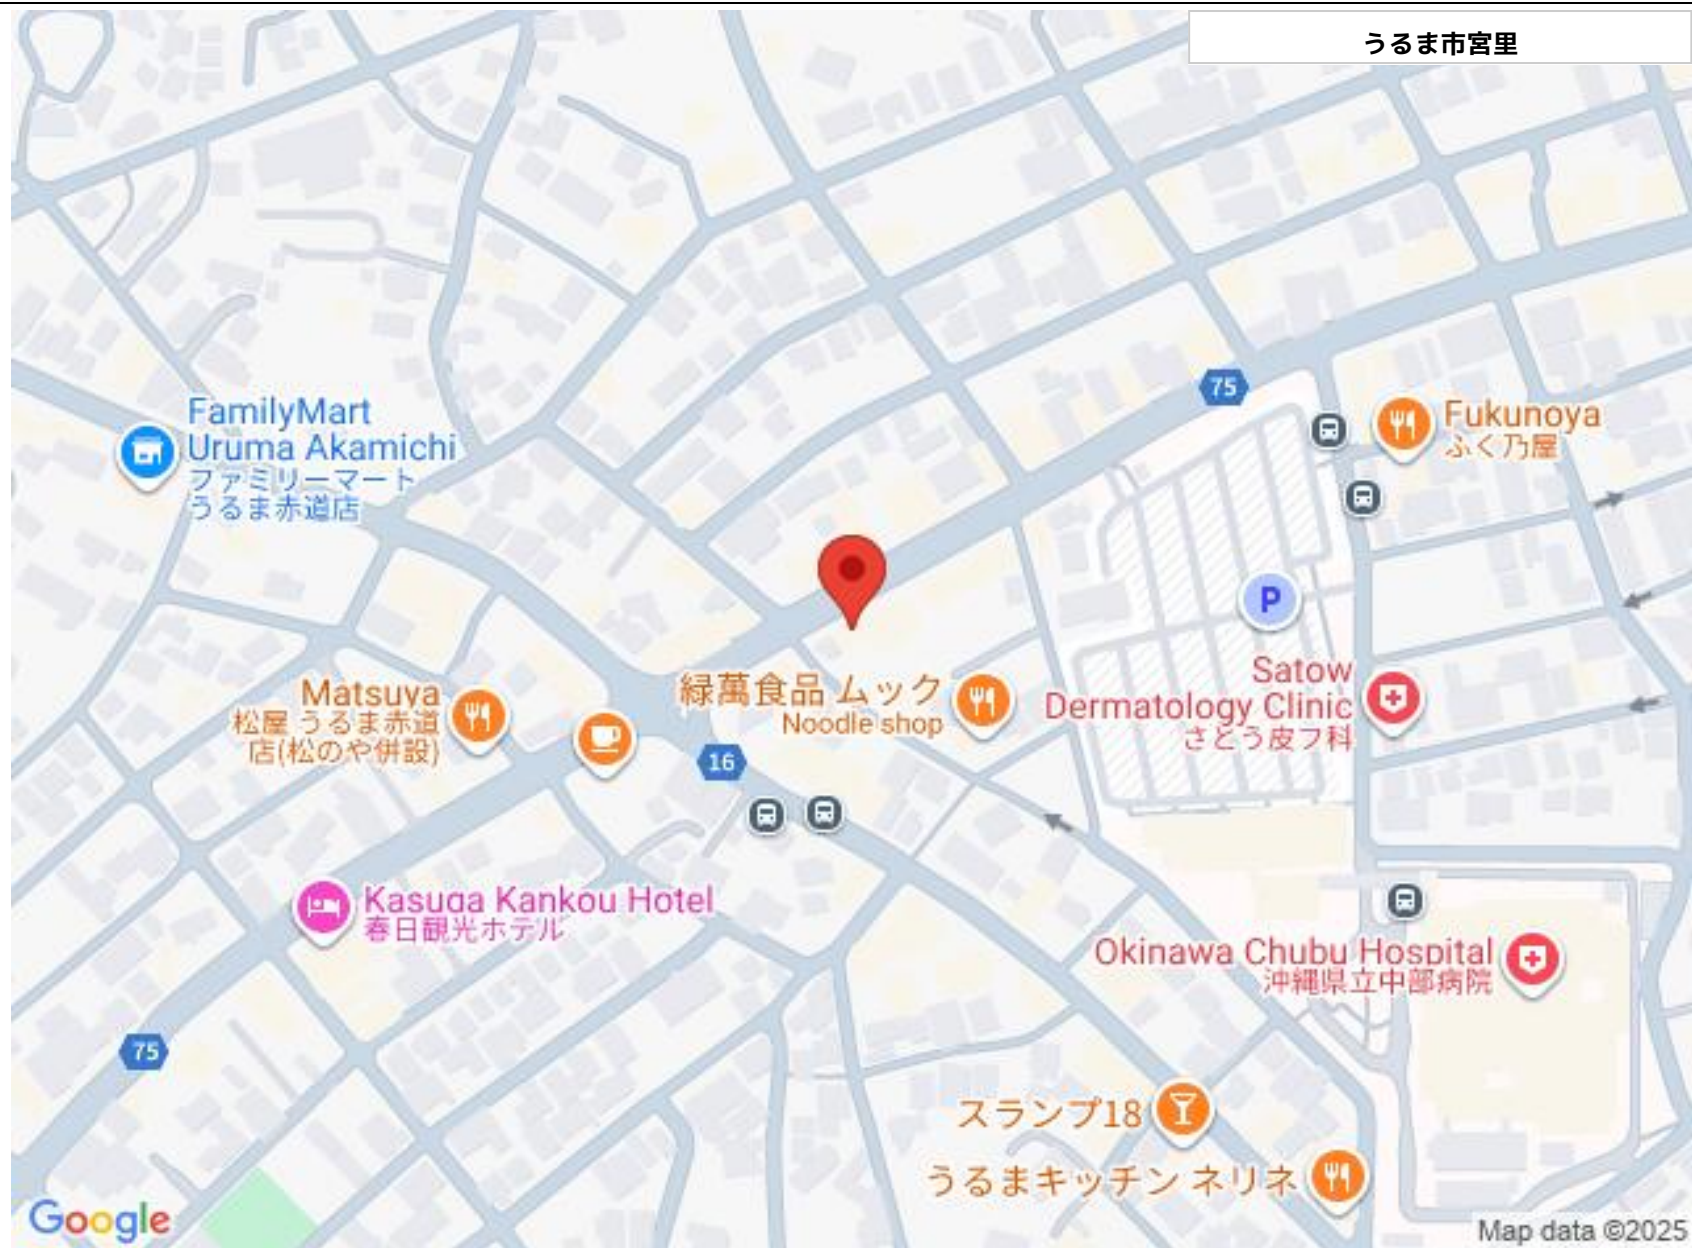 うるま市宮里
75
FamilyMart
Uruma Akamichi
ファミリーマート
うるま赤道店
Fukunoya
ふく乃屋
P
Matsuya
松屋 うるま赤道
店(松のや併設)
緑萬食品 ムック
Noodle shop
Satow
Dermatology Clinic
さとう皮フ科
16
Kasuga Kankou Hotel
春日観光ホテル
Okinawa Chubu Hospital
沖縄県立中部病院
75
スランプ18
うるまキッチン ネリネ
Google
Map data ©2025